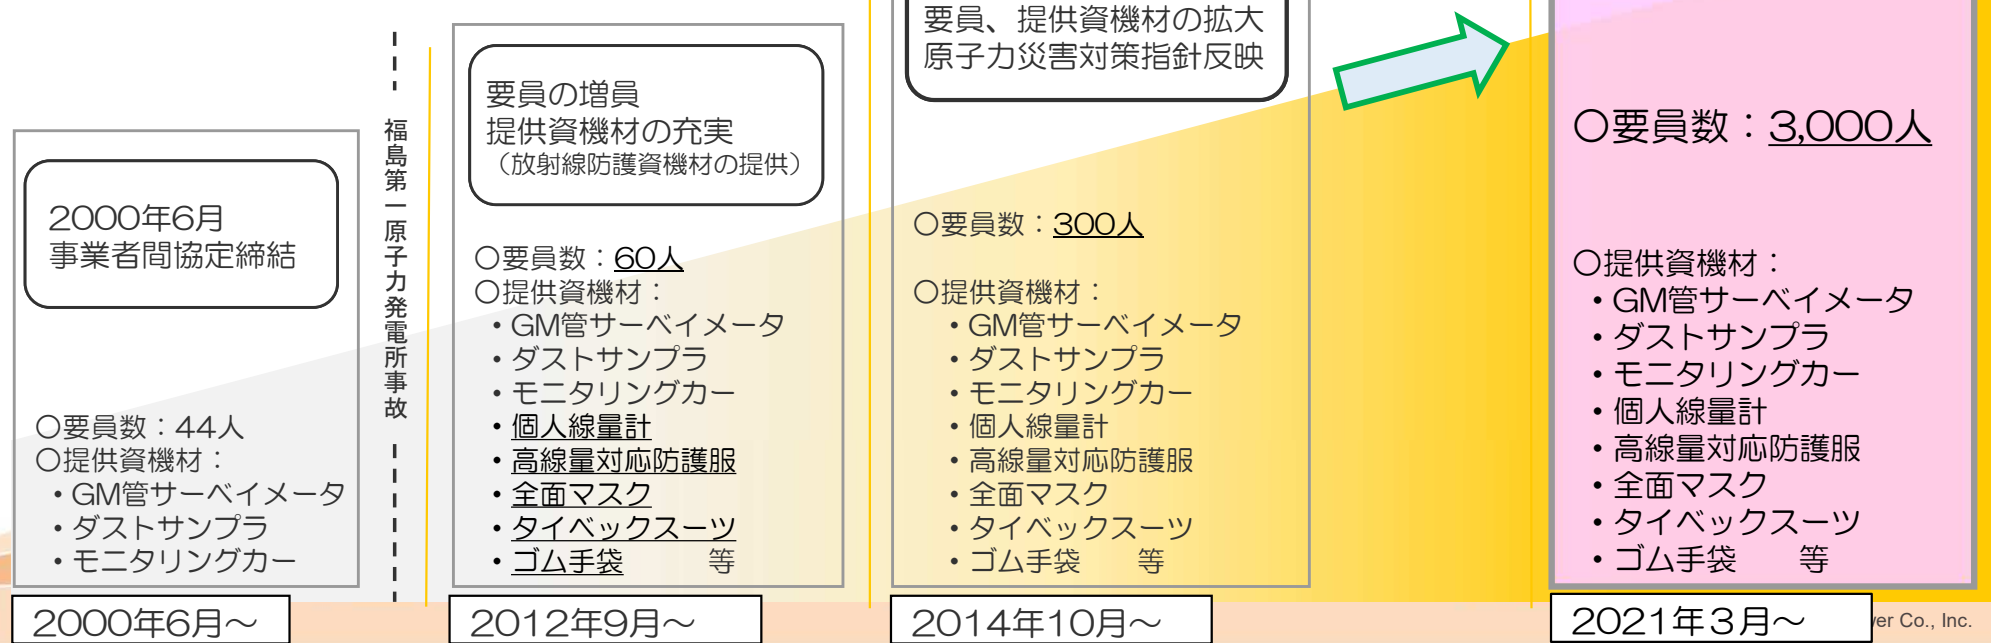 2000年6月
事業者間協定締結
〇要員数：44人
〇提供資機材：
・GM管サーベイメータ
・ダストサンプラ
・モニタリングカー
2000年6月～
福島第一原子力発電所事故
要員の増員
提供資機材の充実
（放射線防護資機材の提供）
〇要員数：60人
〇提供資機材：
・GM管サーベイメータ
・ダストサンプラ
・モニタリングカー
・個人線量計
・高線量対応防護服
・全面マスク
・タイベックスーツ
・ゴム手袋　　等
2012年9月～
要員、提供資機材の拡大
原子力災害対策指針反映
〇要員数：300人
〇提供資機材：
・GM管サーベイメータ
・ダストサンプラ
・モニタリングカー
・個人線量計
・高線量対応防護服
・全面マスク
・タイベックスーツ
・ゴム手袋　　等
2014年10月～
〇要員数：3,000人
〇提供資機材：
・GM管サーベイメータ
・ダストサンプラ
・モニタリングカー
・個人線量計
・高線量対応防護服
・全面マスク
・タイベックスーツ
・ゴム手袋　　等
2021年3月～
Co., Inc.